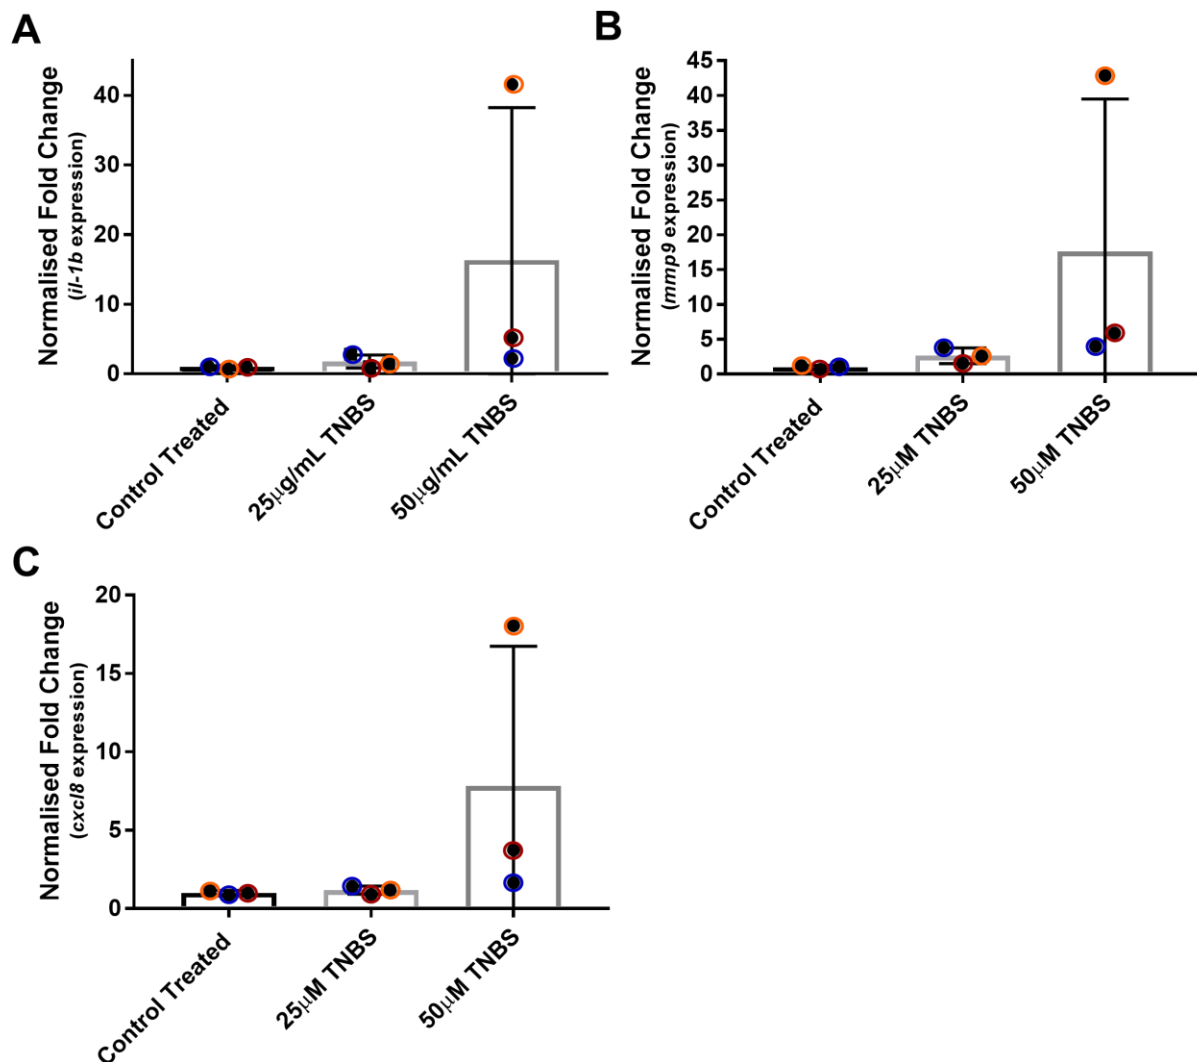 A
Normalised Fold Change
(il-1b expression)
40
30
20
10
0
Control Treated
25μg/mL TNBS
50μg/mL TNBS
B
Normalised Fold Change
(mmp9 expression)
45
40
35
30
25
20
15
10
5
0
Control Treated
25μM TNBS
50μM TNBS
C
Normalised Fold Change
(cxcl8 expression)
20
15
10
5
0
Control Treated
25μM TNBS
50μM TNBS